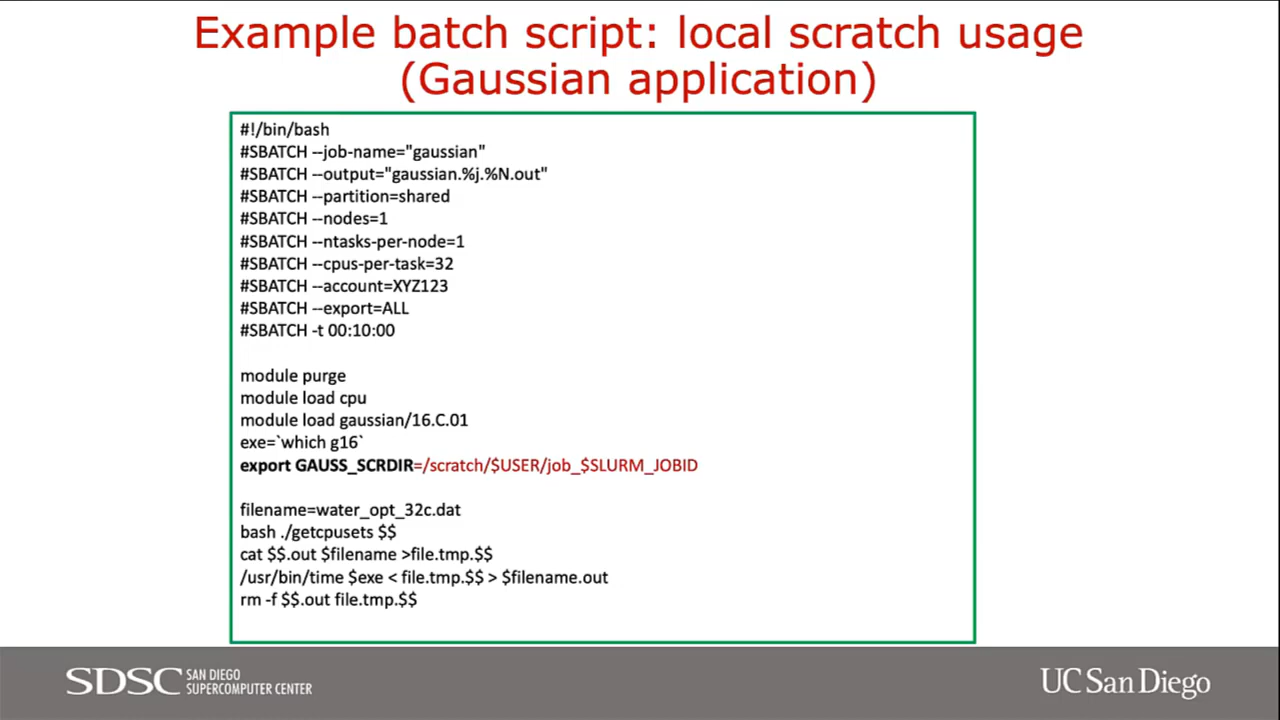 Example batch script: local scratch usage
(Gaussian application)
#!/bin/bash
#SBATCH --job-name="gaussian"
#SBATCH --output="gaussian.%j.%N.out"
#SBATCH --partition=shared
#SBATCH --nodes=1
#SBATCH --ntasks-per-node=1
#SBATCH --cpus-per-task=32
#SBATCH --account=XYZ123
#SBATCH --export=ALL
#SBATCH -t 00:10:00
module purge
module load cpu
module load gaussian/16.C.01
exe=`which g16`
export GAUSS_SCRDIR=/scratch/$USER/job_$SLURM_JOBID
filename=water_opt_32c.dat
bash ./getcpusets $$
cat $$.out $filename >file.tmp.$$
/usr/bin/time $exe < file.tmp.$$ > $filename.out
rm -f $$.out file.tmp.$$
SDSC SAN DIEGO
SUPERCOMPUTER CENTER
UC San Diego